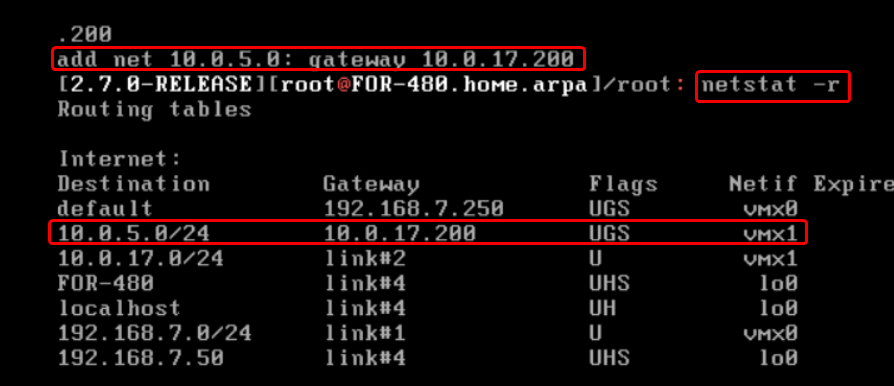 .200
add net 10.0.5.0: gateway 10.0.17.200
[2.7.0-RELEASE][root@FOR-480.home.arpa]/root: netstat -r
Routing tables
Internet:
Destination Gateway Flags Netif Expire
default 192.168.7.250 UGS vmx0
10.0.5.0/24 10.0.17.200 UGS vmx1
10.0.17.0/24 link#2 U vmx1
FOR-480 link#4 UHS lo0
localhost link#4 UH lo0
192.168.7.0/24 link#1 U vmx0
192.168.7.50 link#4 UHS lo0